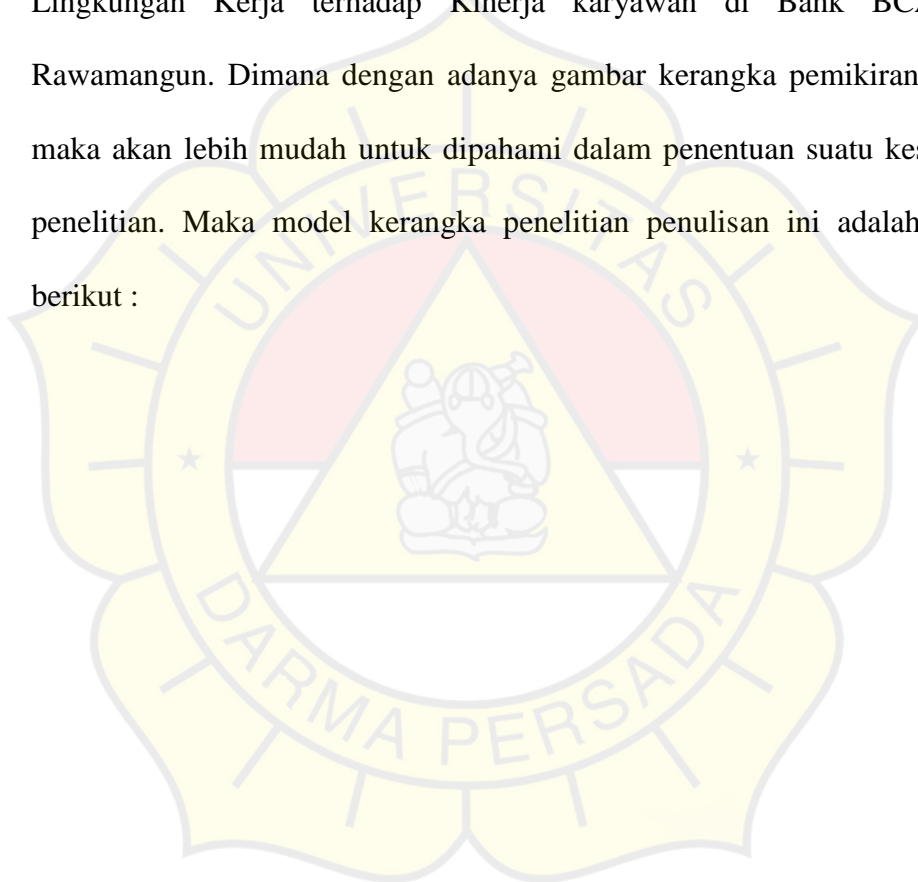 Lingkungan Kerja terhadap Kinerja karyawan di Bank
Rawamangun. Dimana dengan adanya gambar kerangka pemikiran
maka akan lebih mudah untuk dipahami dalam penentuan suatu
penelitian. Maka model kerangka penelitian penulisan ini adalah
berikut :
UNIVERSITAS
DARMA PERSADA